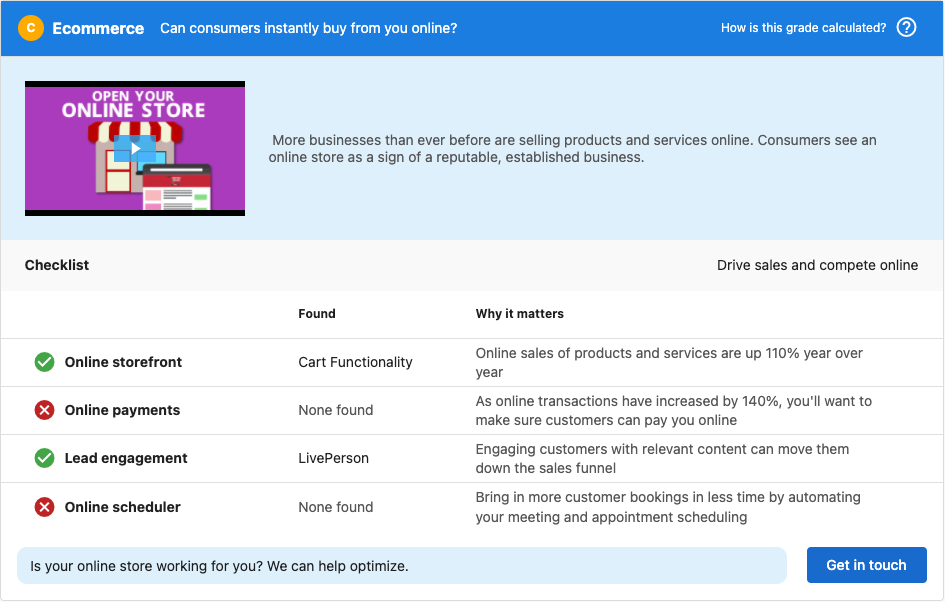 C Ecommerce Can consumers instantly buy from you online? How is this grade calculated? ?
OPEN YOUR
ONLINE STORE
More businesses than ever before are selling products and services online. Consumers see an
online store as a sign of a reputable, established business.
Checklist Drive sales and compete online
Found Why it matters
Online storefront Cart Functionality Online sales of products and services are up 110% year over
year
Online payments None found As online transactions have increased by 140%, you'll want to
make sure customers can pay you online
Lead engagement LivePerson Engaging customers with relevant content can move them
down the sales funnel
Online scheduler None found Bring in more customer bookings in less time by automating
your meeting and appointment scheduling
Is your online store working for you? We can help optimize. Get in touch